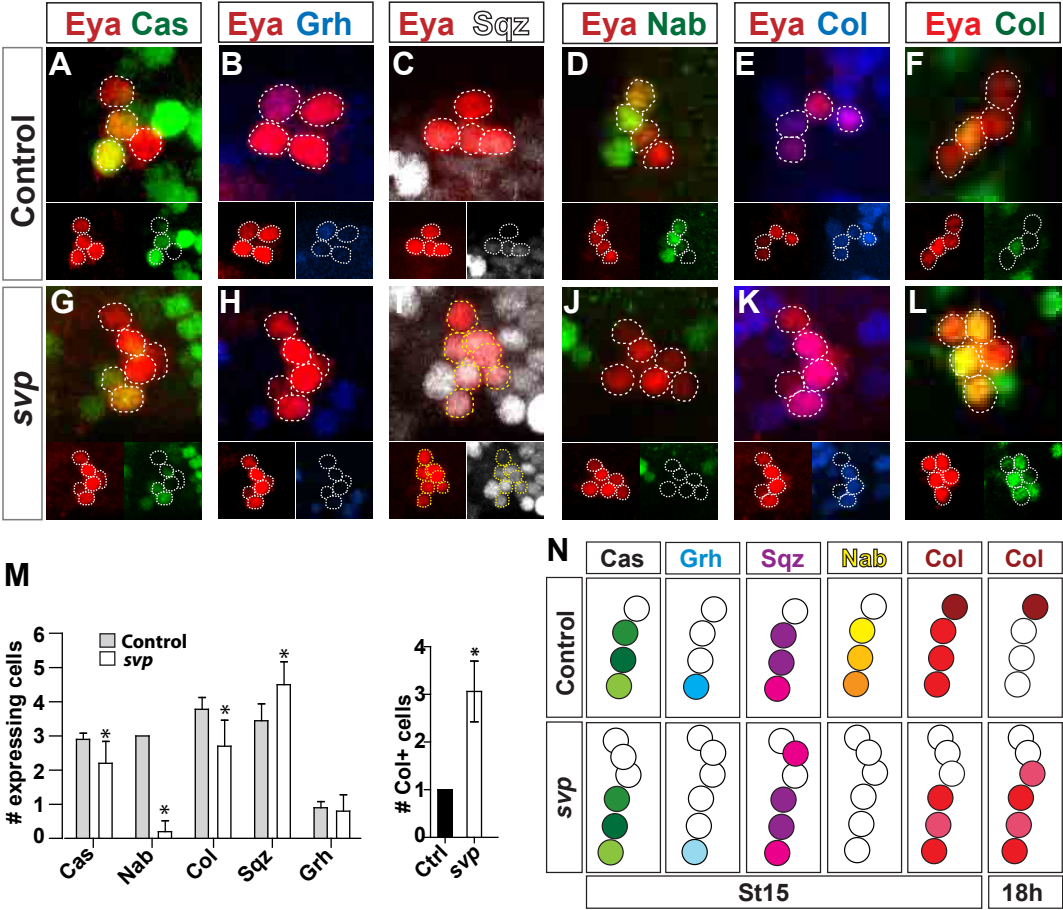 Eya Cas
Eya Grh
Eya Sqz
Eya Nab
Eya Col
Eya Col
Control
A
B
C
D
E
F
svp
G
H
I
J
K
L
M
# expressing cells
6
5
4
3
2
1
0
Control
svp
*
*
*
*
Cas
Nab
Col
Sqz
Grh
# Col+ cells
4
3
2
1
0
*
Ctrl
svp
N
Cas
Grh
Sqz
Nab
Col
Col
Control
svp
St15
18h